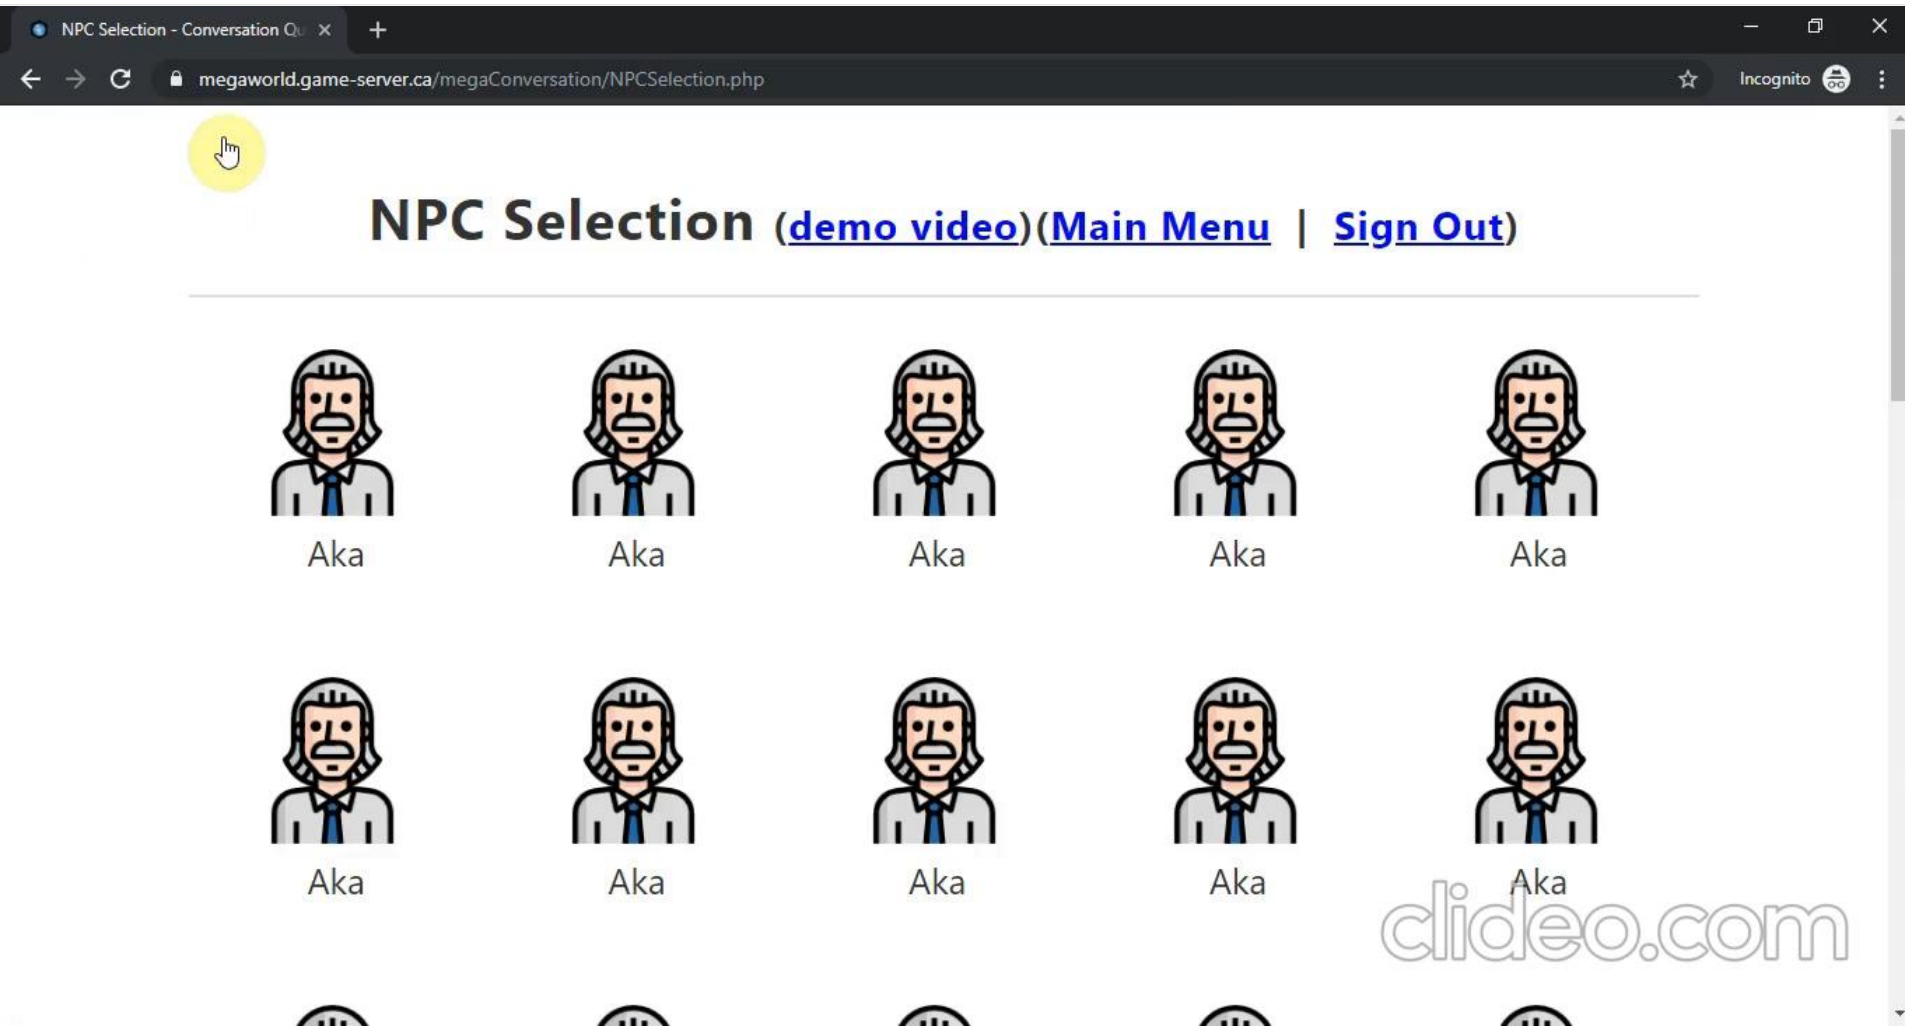 NPC Selection - Conversation Qu
megaworld.game-server.ca/megaConversation/NPCSelection.php
Incognito
NPC Selection (demo video)(Main Menu | Sign Out)
Aka Aka Aka Aka Aka
Aka Aka Aka Aka Aka
clideo.com